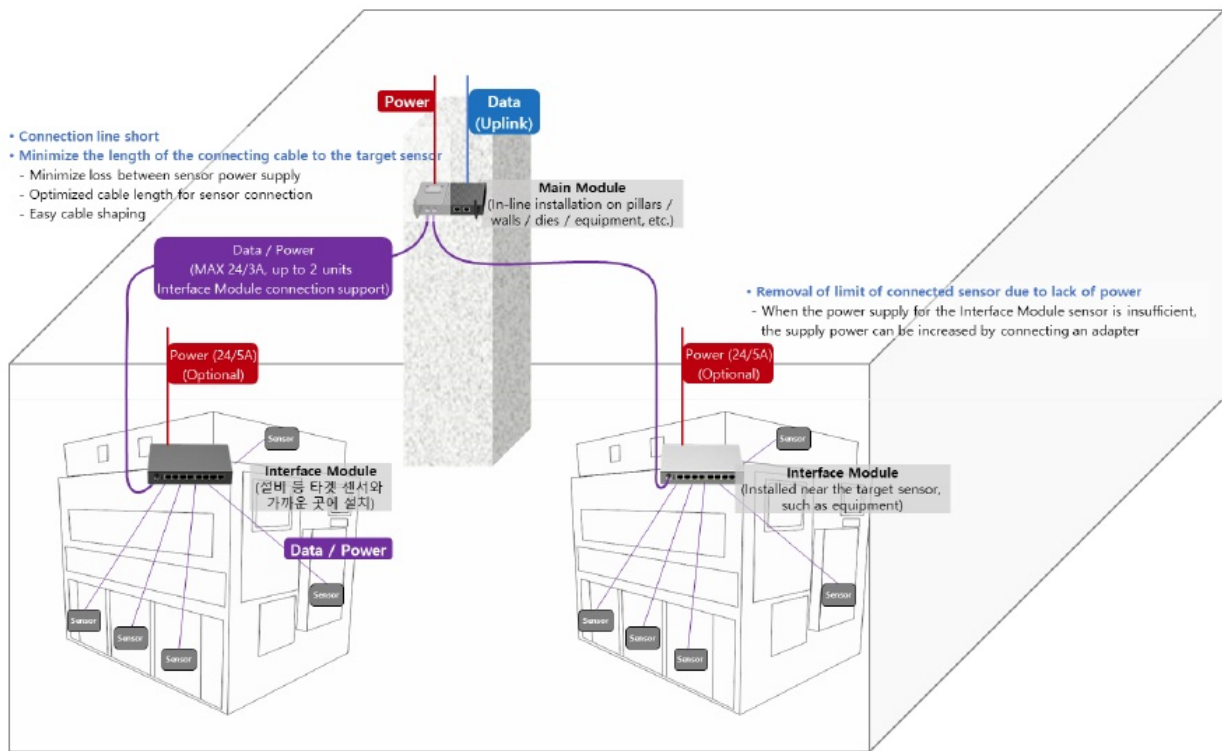 Power
Data
(Uplink)
• Connection line short
• Minimize the length of the connecting cable to the target sensor
- Minimize loss between sensor power supply
- Optimized cable length for sensor connection
- Easy cable shaping
Main Module
(In-line installation on pillars /
walls / dies / equipment, etc.)
Data / Power
(MAX 24/3A, up to 2 units
Interface Module connection support)
• Removal of limit of connected sensor due to lack of power
- When the power supply for the Interface Module sensor is insufficient,
the supply power can be increased by connecting an adapter
Power (24/5A)
(Optional)
Power (24/5A)
(Optional)
Sensor
Sensor
Interface Module
(설비 등 타겟 센서와
가까운 곳에 설치)
Interface Module
(Installed near the target sensor,
such as equipment)
Data / Power
Sensor
Sensor
Sensor
Sensor
Sensor
Sensor
Sensor
Sensor